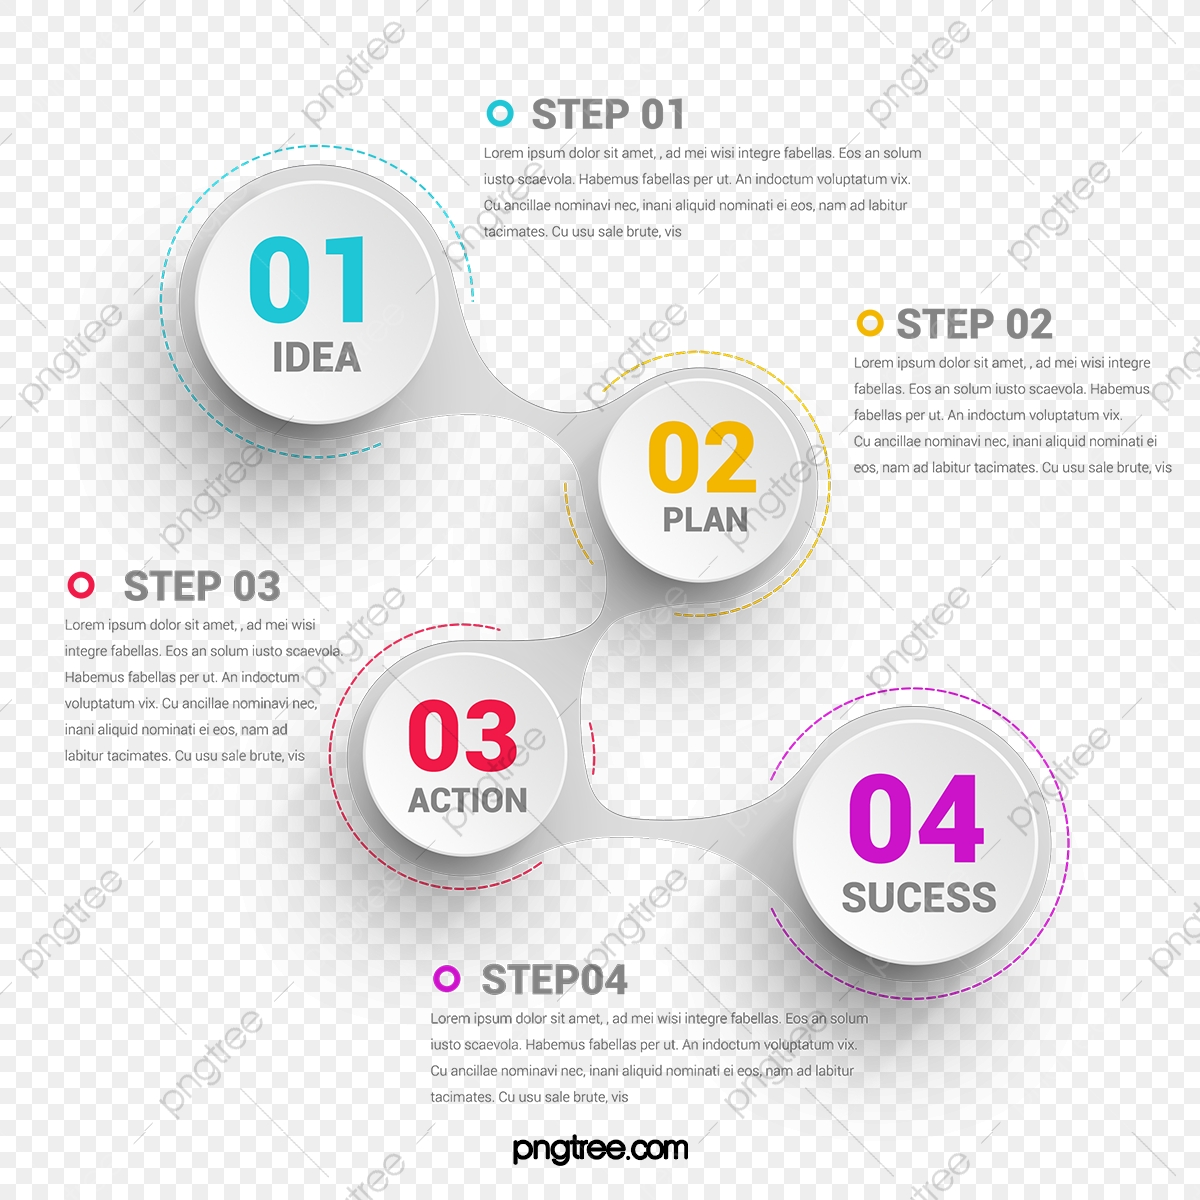 STEP 01
Lorem ipsum dolor sit amet, , ad mei wisi integre fabellas. Eos an solum
iusto scaevola. Habemus fabellas per ut. An indoctum voluptatum vix.
Cu ancillae nominavi nec, inani aliquid nominati ei eos, nam ad labitur
tacimates. Cu usu sale brute, vis
01
IDEA
STEP 02
Lorem ipsum dolor sit amet, , ad mei wisi integre
fabellas. Eos an solum iusto scaevola. Habemus
fabellas per ut. An indoctum voluptatum vix.
Cu ancillae nominavi nec, inani aliquid nominati ei
eos, nam ad labitur tacimates. Cu usu sale brute, vis
02
PLAN
STEP 03
Lorem ipsum dolor sit amet, , ad mei wisi
integre fabellas. Eos an solum iusto scaevola.
Habemus fabellas per ut. An indoctum
voluptatum vix. Cu ancillae nominavi nec,
inani aliquid nominati ei eos, nam ad
labitur tacimates. Cu usu sale brute, vis
03
ACTION
04
SUCESS
STEP04
Lorem ipsum dolor sit amet, , ad mei wisi integre fabellas. Eos an solum
iusto scaevola. Habemus fabellas per ut. An indoctum voluptatum vix.
Cu ancillae nominavi nec, inani aliquid nominati ei eos, nam ad labitur
tacimates. Cu usu sale brute, vis
pngtree.com